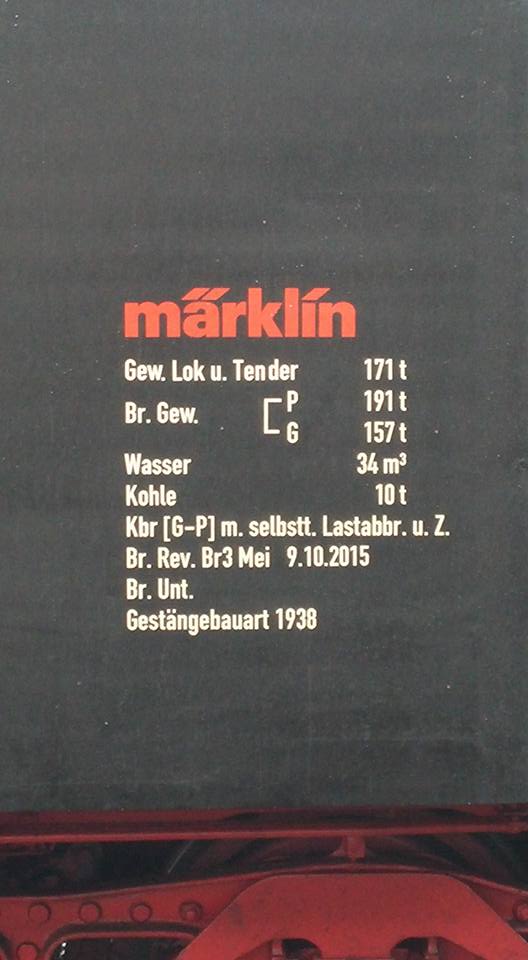 märklin
Gew. Lok u. Tender 171 t
Br. Gew. [ P 191 t
G 157 t
Wasser 34 m³
Kohle 10 t
Kbr [G-P] m. selbstt. Lastabbr. u. Z.
Br. Rev. Br3 Mei 9.10.2015
Br. Unt.
Gestängebauart 1938